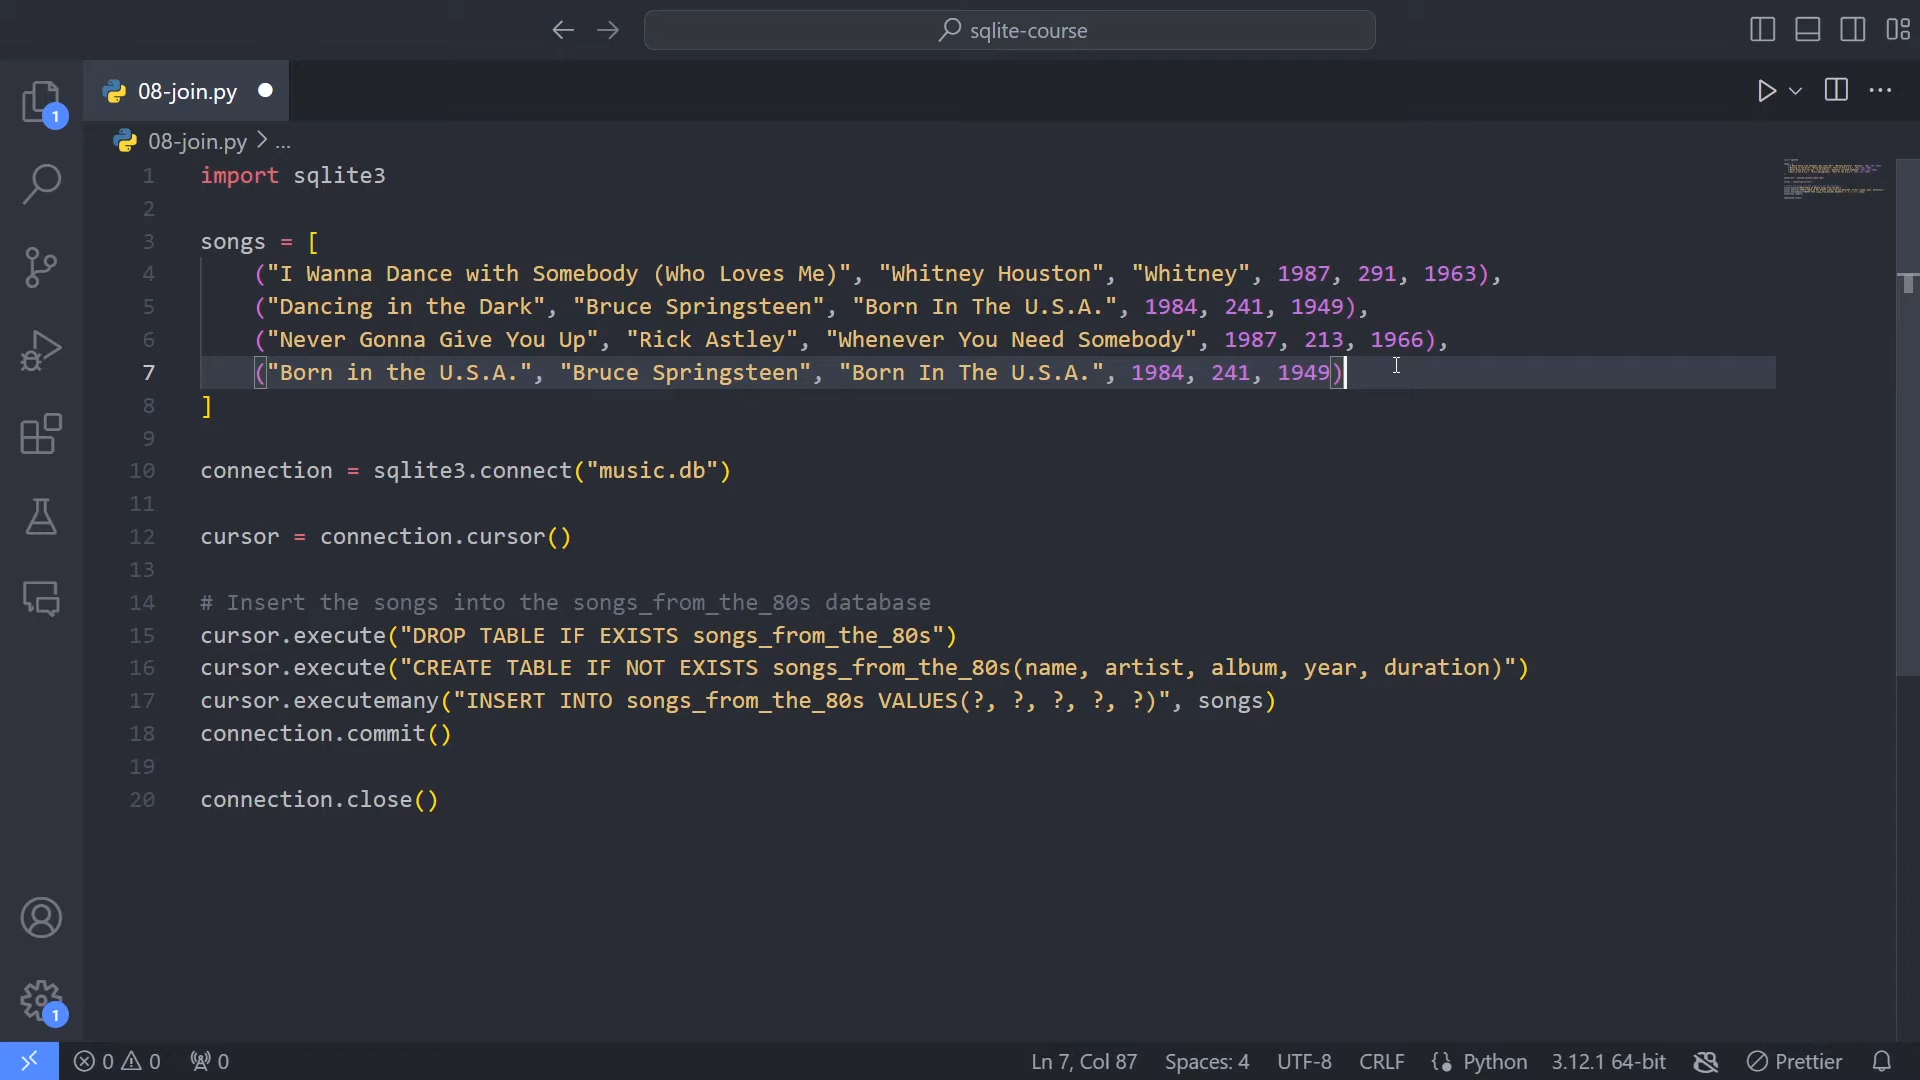 sqlite-course
08-join.py
1
08-join.py > ...
1 import sqlite3
2
3 songs = [
4 ("I Wanna Dance with Somebody (Who Loves Me)", "Whitney Houston", "Whitney", 1987, 291, 1963),
5 ("Dancing in the Dark", "Bruce Springsteen", "Born In The U.S.A.", 1984, 241, 1949),
6 ("Never Gonna Give You Up", "Rick Astley", "Whenever You Need Somebody", 1987, 213, 1966),
7 ("Born in the U.S.A.", "Bruce Springsteen", "Born In The U.S.A.", 1984, 241, 1949)
8 ]
9
10 connection = sqlite3.connect("music.db")
11
12 cursor = connection.cursor()
13
14 # Insert the songs into the songs_from_the_80s database
15 cursor.execute("DROP TABLE IF EXISTS songs_from_the_80s")
16 cursor.execute("CREATE TABLE IF NOT EXISTS songs_from_the_80s(name, artist, album, year, duration)")
17 cursor.executemany("INSERT INTO songs_from_the_80s VALUES(?, ?, ?, ?, ?)", songs)
18 connection.commit()
19
20 connection.close()
1
0 0 0 Ln 7, Col 87 Spaces: 4 UTF-8 CRLF Python 3.12.1 64-bit Prettier